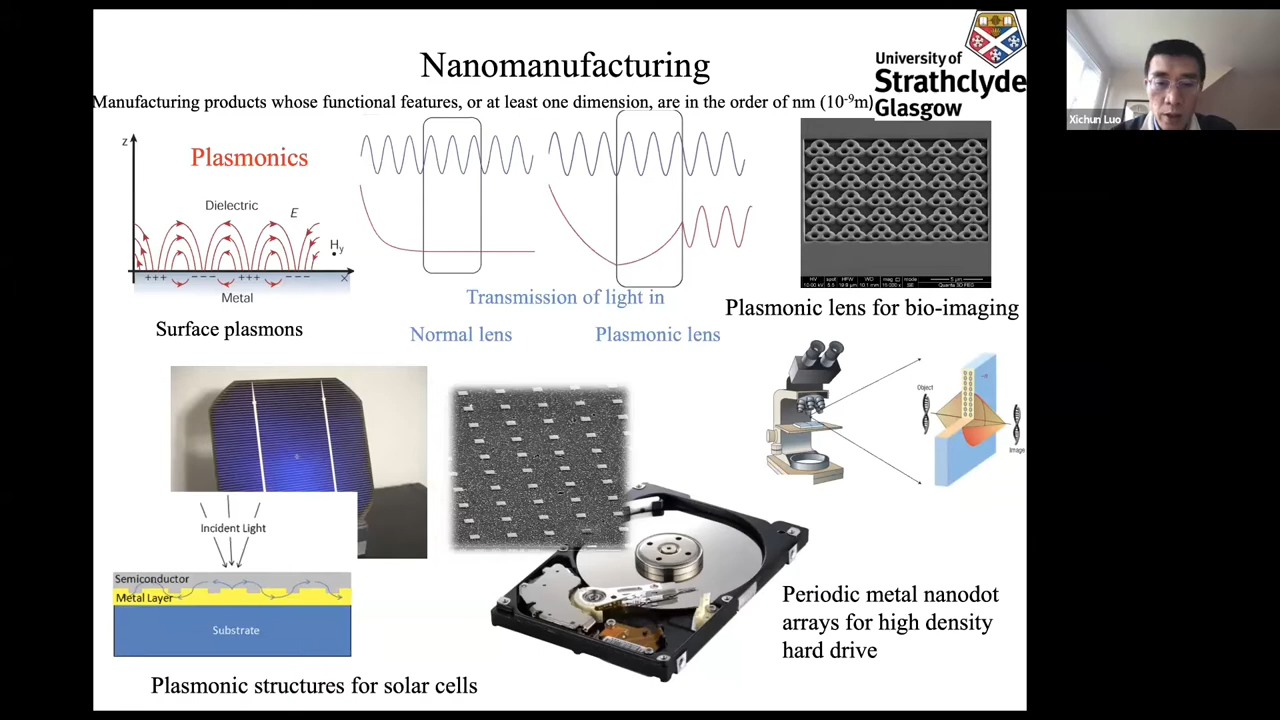 Nanomanufacturing
University of
Strathclyde
Glasgow
Xichun Luo
Manufacturing products whose functional features, or at least one dimension, are in the order of nm (10⁻⁹m)
z
Plasmonics
Dielectric
E
Hy
+++ --- +++ ---
x
Metal
Surface plasmons
Transmission of light in
Normal lens
Plasmonic lens
Plasmonic lens for bio-imaging
Object
Image
Incident Light
Semiconductor
Metal Layer
Substrate
Plasmonic structures for solar cells
Periodic metal nanodot
arrays for high density
hard drive